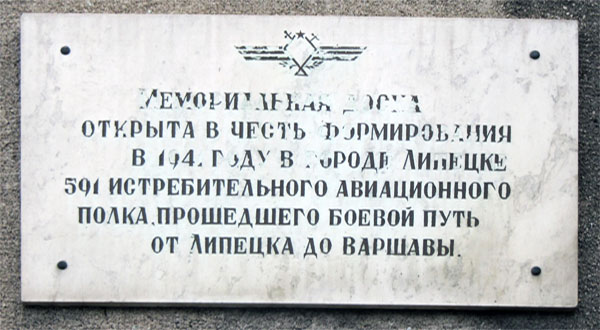 МЕМОРИАЛЬНАЯ ДОСКА
ОТКРЫТА В ЧЕСТЬ ФОРМИРОВАНИЯ
В ГОДУ В ГОРОДЕ ЛИПЕЦКЕ
591 ИСТРЕБИТЕЛЬНОГО АВИАЦИОННОГО
ПОЛКА, ПРОШЕДШЕГО БОЕВОЙ ПУТЬ
ОТ ЛИПЕЦКА ДО ВАРШАВЫ.